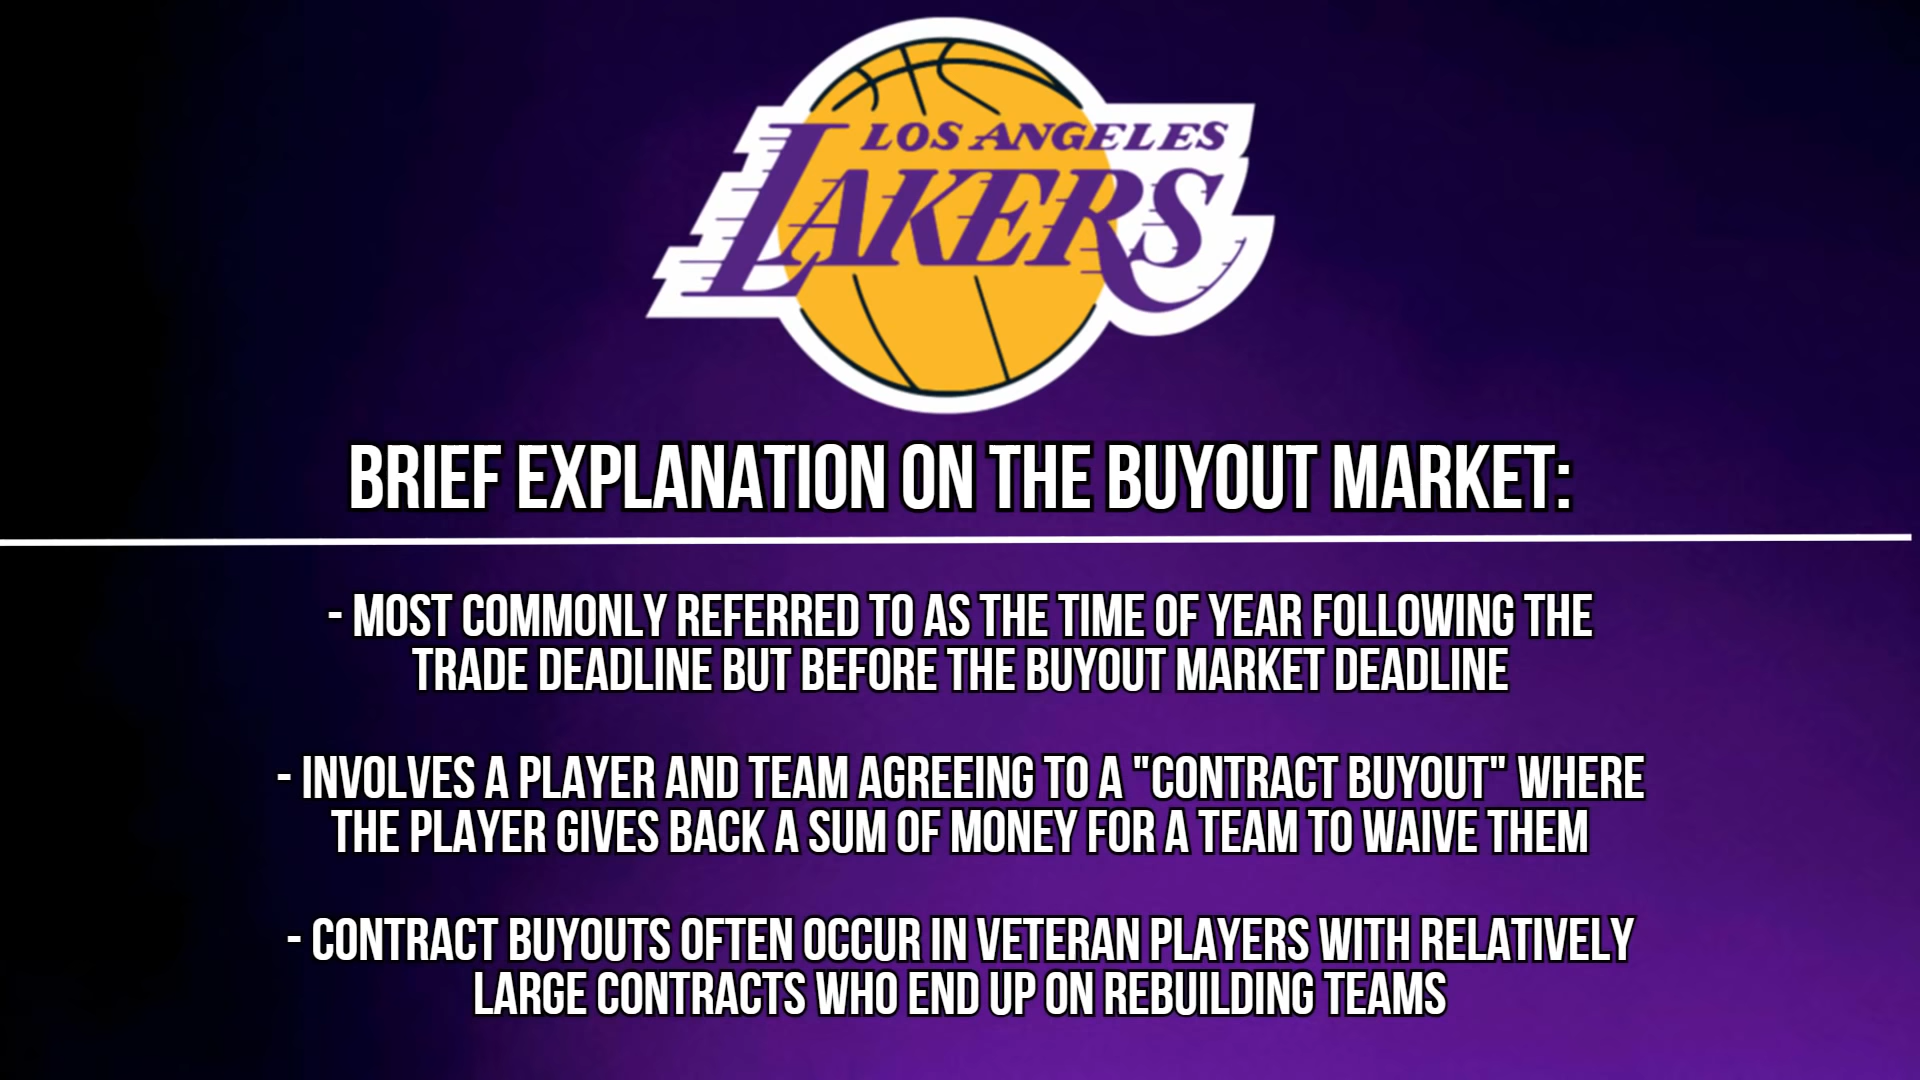 LOS ANGELES
LAKERS
BRIEF EXPLANATION ON THE BUYOUT MARKET:
- MOST COMMONLY REFERRED TO AS THE TIME OF YEAR FOLLOWING THE
TRADE DEADLINE BUT BEFORE THE BUYOUT MARKET DEADLINE
- INVOLVES A PLAYER AND TEAM AGREEING TO A "CONTRACT BUYOUT" WHERE
THE PLAYER GIVES BACK A SUM OF MONEY FOR A TEAM TO WAIVE THEM
- CONTRACT BUYOUTS OFTEN OCCUR IN VETERAN PLAYERS WITH RELATIVELY
LARGE CONTRACTS WHO END UP ON REBUILDING TEAMS